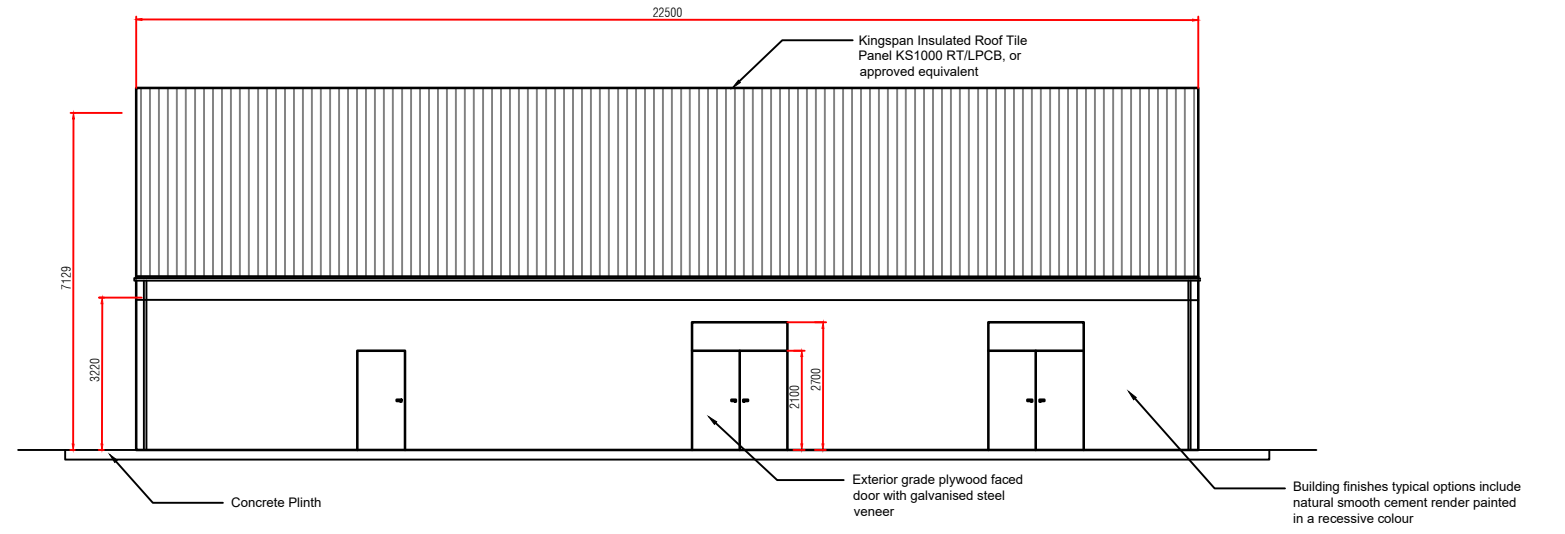 22500
Kingspan Insulated Roof Tile
Panel KS1000 RT/LPCB, or
approved equivalent
7129
3220
2100
2700
Exterior grade plywood faced
door with galvanised steel
veneer
Concrete Plinth
Building finishes typical options include
natural smooth cement render painted
in a recessive colour